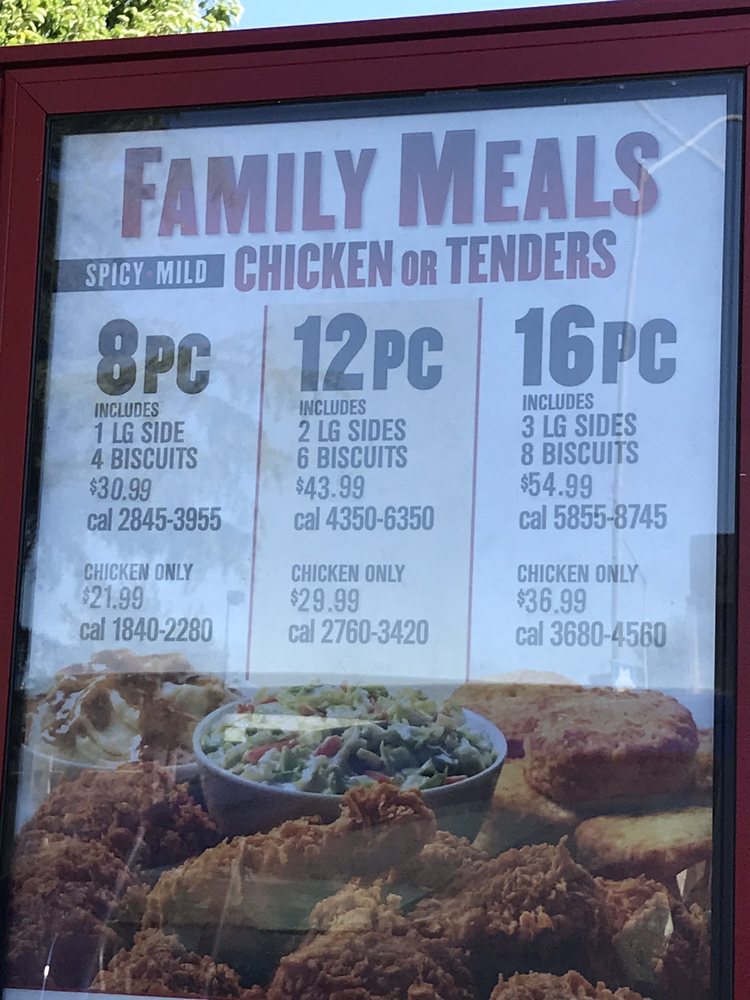 FAMILY MEALS
SPICY·MILD CHICKEN OR TENDERS
8PC
INCLUDES
1 LG SIDE
4 BISCUITS
$30.99
cal 2845-3955
CHICKEN ONLY
$21.99
cal 1840-2280
12PC
INCLUDES
2 LG SIDES
6 BISCUITS
$43.99
cal 4350-6350
CHICKEN ONLY
$29.99
cal 2760-3420
16PC
INCLUDES
3 LG SIDES
8 BISCUITS
$54.99
cal 5855-8745
CHICKEN ONLY
$36.99
cal 3680-4560